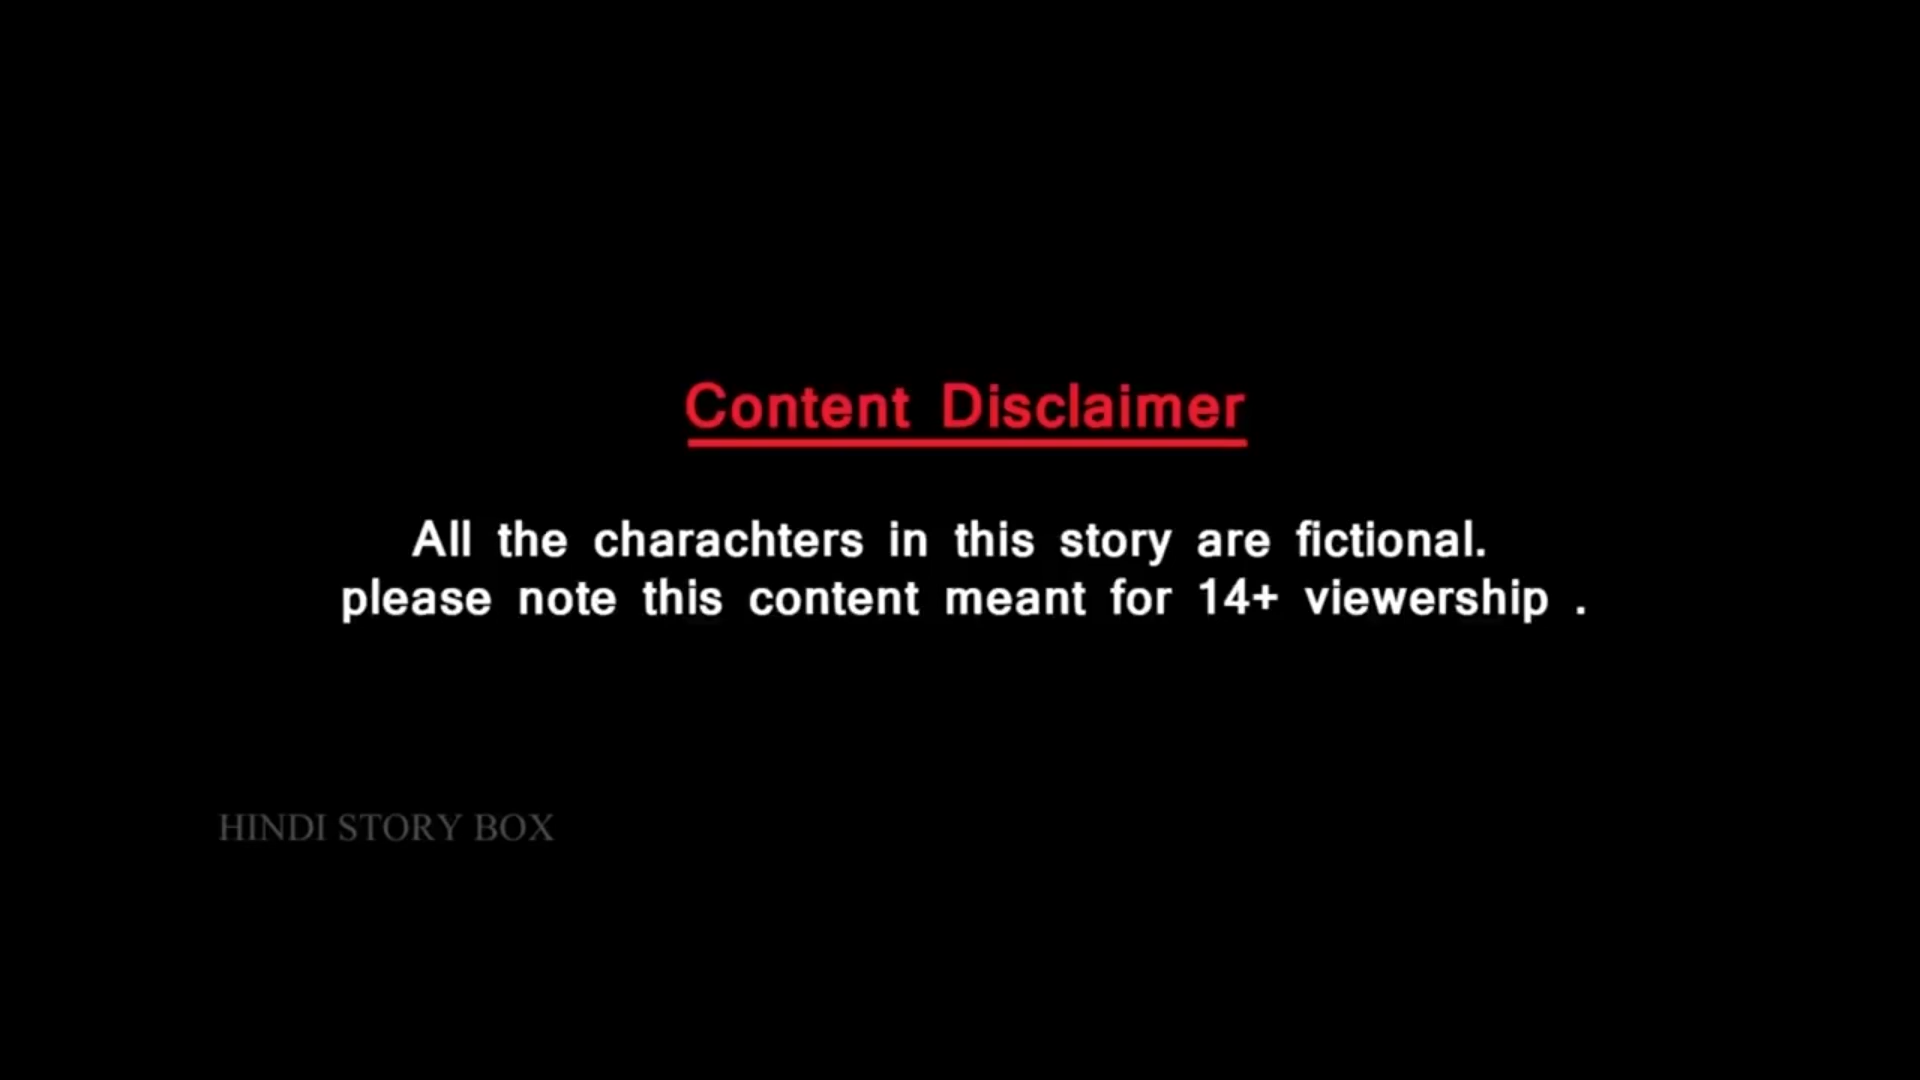 Content Disclaimer
All the charachters in this story are fictional.
please note this content meant for 14+ viewership .
HINDI STORY BOX